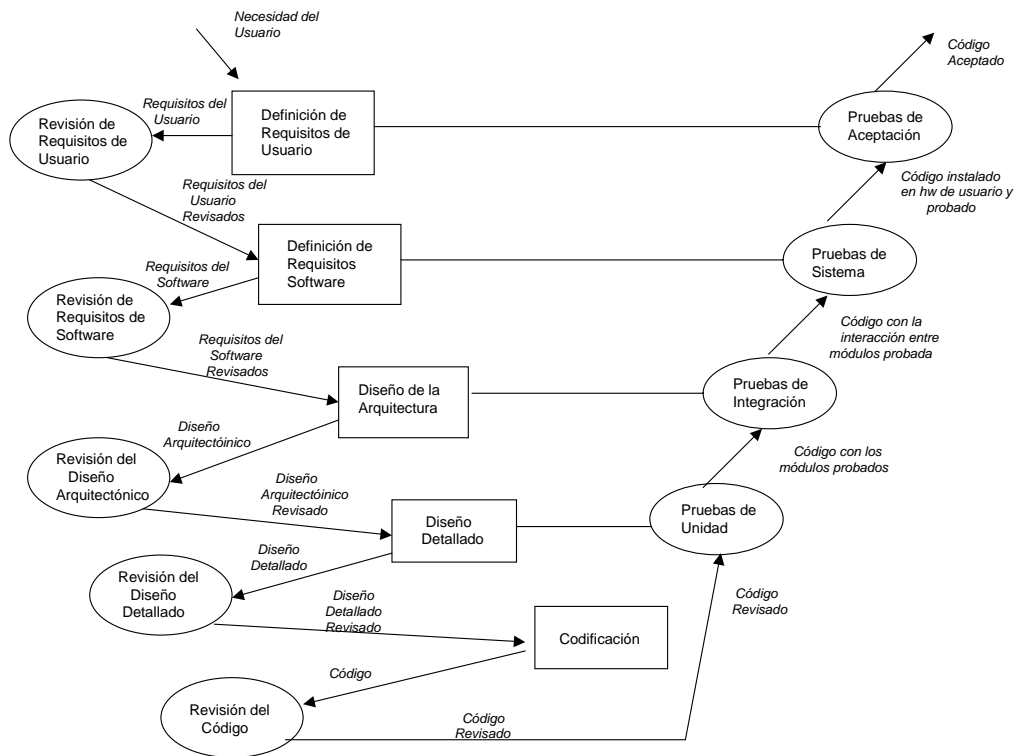 Necesidad del
Usuario
Código
Aceptado
Requisitos del
Usuario
Revisión de
Requisitos de
Usuario
Definición de
Requisitos de
Usuario
Pruebas de
Aceptación
Requisitos del
Usuario
Revisados
Código instalado
en hw de usuario y
probado
Definición de
Requisitos
Software
Pruebas de
Sistema
Requisitos del
Software
Revisión de
Requisitos de
Software
Código con la
interacción entre
módulos probada
Requisitos del
Software
Revisados
Diseño de la
Arquitectura
Pruebas de
Integración
Diseño
Arquitectóinico
Revisión del
Diseño
Arquitectónico
Código con los
módulos probados
Diseño
Arquitectóinico
Revisado
Diseño
Detallado
Pruebas de
Unidad
Diseño
Detallado
Revisión del
Diseño
Detallado
Diseño
Detallado
Revisado
Código
Revisado
Codificación
Código
Revisión del
Código
Código
Revisado